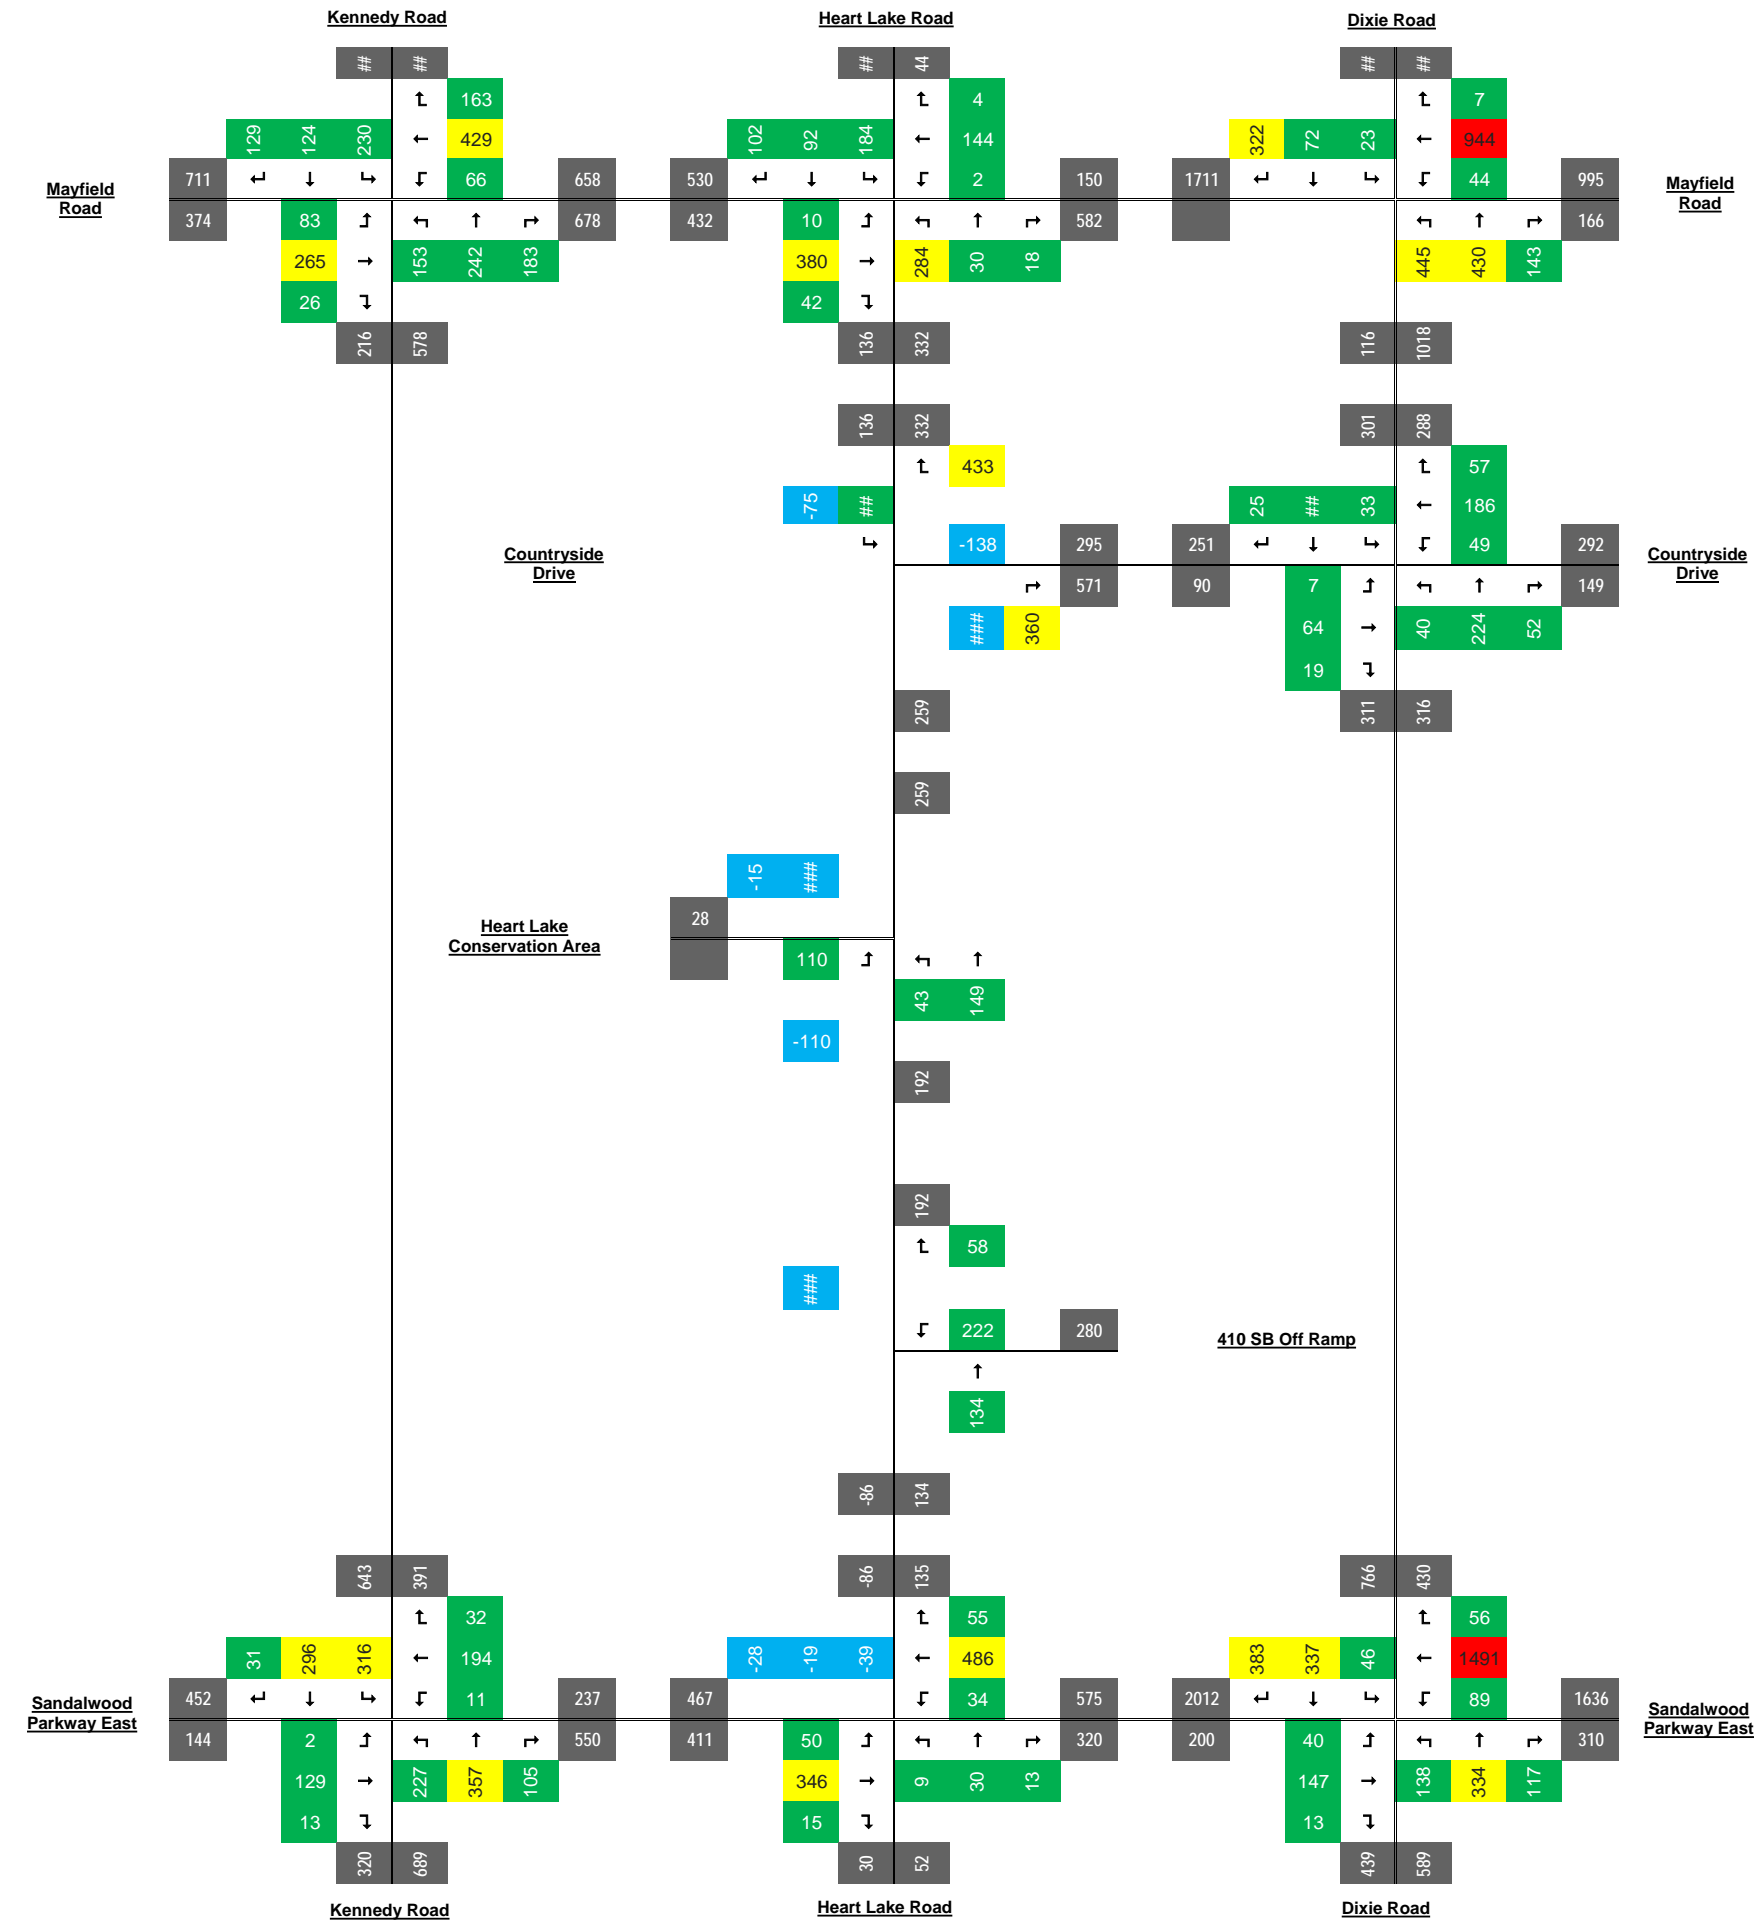 Kennedy Road Heart Lake Road Dixie Road
## ## ## 44 ## ##
163 4 7
129 124 230 429 102 92 184 144 322 72 23 944
Mayfield
Road
711 66 658 530 2 150 1711 44 995
Mayfield
Road
374 83 678 432 10 582 166
265 153 242 183 380 284 30 18 445 430 143
26 42
216 578 136 332 116 1018
136 332 301 288
433 57
-75 ## 25 ## 33 186
Countryside
Drive
-138 295 251 49 292
Countryside
Drive
571 90 7 149
### 360 64 40 224 52
19
259 311 316
259
-15 ###
28
Heart Lake
Conservation Area
110
43 149
-110
192
192
58
###
222 280 410 SB Off Ramp
134
-86 134
643 391 -86 135 766 430
32 55 56
31 296 316 194 -28 -19 -39 486 383 337 46 1491
Sandalwood
Parkway East
452 11 237 467 34 575 2012 89 1636
Sandalwood
Parkway East
144 2 550 411 50 320 200 40 310
129 227 357 105 346 9 30 13 147 138 334 117
13 15 13
320 689 30 52 439 589
Kennedy Road Heart Lake Road Dixie Road